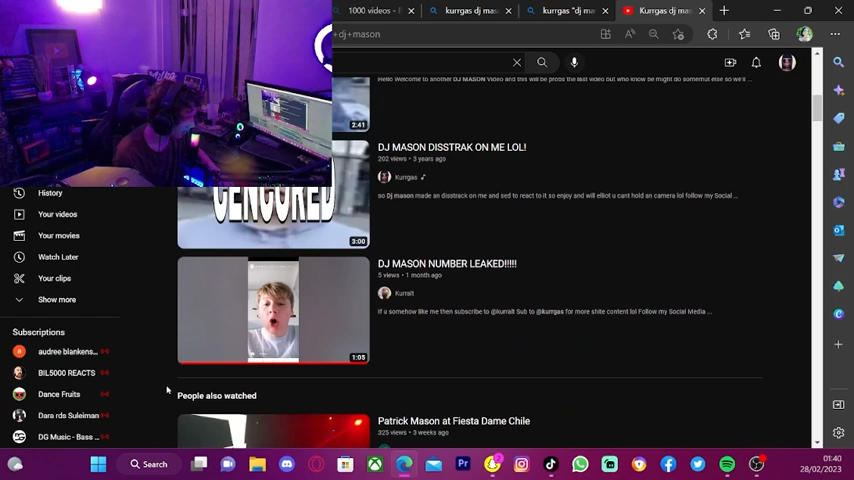 1000 videos -
kurrgas dj mas
kurrgas "dj ma
Kurrgas dj mas
+dj+mason
Hello Welcome to another DJ MASON Video and this will be props the last video but who know be might do somemut else so we'll ...
2:41
DJ MASON DISSTRAK ON ME LOL!
202 views • 3 years ago
Kurrgas
so Dj mason made an disstrack on me and sed to react to it so enjoy and will elliot u cant hold an camera lol follow my Social ...
CENSORED
3:00
History
Your videos
Your movies
Watch Later
Your clips
Show more
DJ MASON NUMBER LEAKED!!!!!
5 views • 1 month ago
Kurralt
If u somehow like me then subscribe to @kurralt Sub to @kurrgas for more shite content lol Follow my Social Media ...
1:05
Subscriptions
audree blankens...
BIL5000 REACTS
Dance Fruits
Dara rds Suleiman
DG Music - Bass ...
People also watched
Patrick Mason at Fiesta Dame Chile
325 views • 3 weeks ago
Search
01:40
28/02/2023